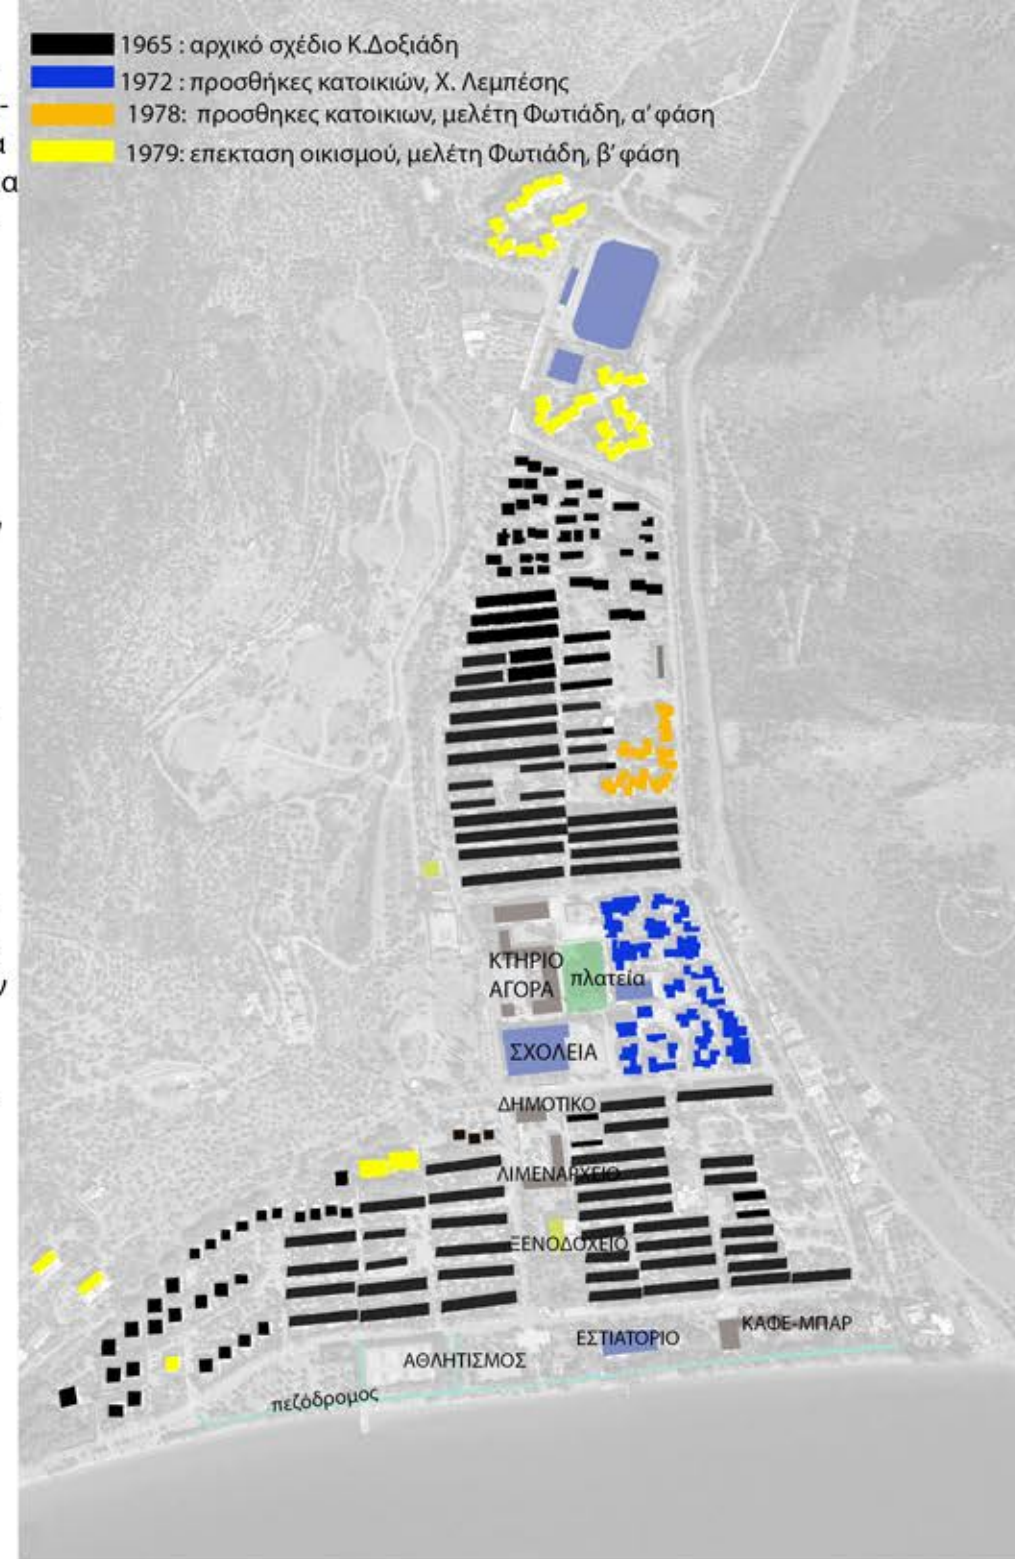 1965 : αρχικό σχέδιο Κ.Δοξιάδη
1972 : προσθήκες κατοικιών, Χ. Λεμπέσης
1978: προσθηκες κατοικιων, μελέτη Φωτιάδη, α' φάση
1979: επεκταση οικισμού, μελέτη Φωτιάδη, β' φάση
ΚΤΗΡΙΟ
ΑΓΟΡΑ
πλατεία
ΣΧΟΛΕΙΑ
ΔΗΜΟΤΙΚΟ
ΛΙΜΕΝΑΡΧΕΙΟ
ΞΕΝΟΔΟΧΕΙΟ
ΕΣΤΙΑΤΟΡΙΟ
ΚΑΦΕ-ΜΠΑΡ
ΑΘΛΗΤΙΣΜΟΣ
πεζόδρομος